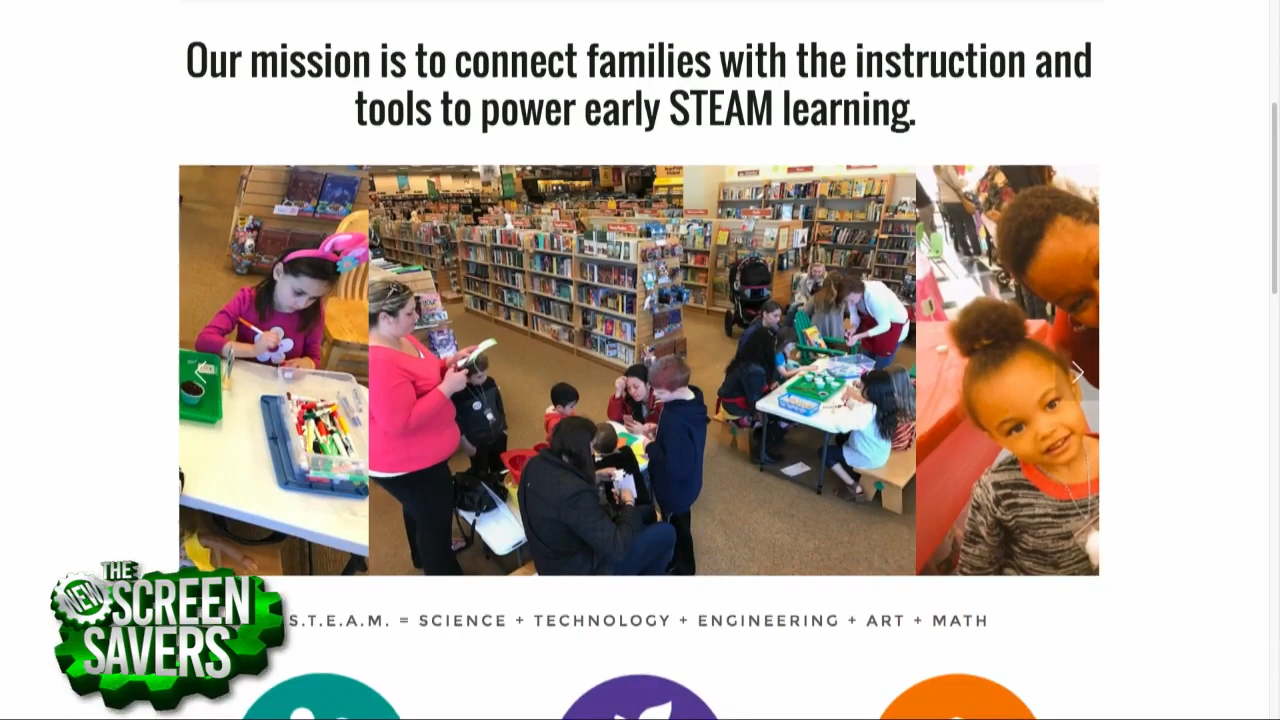 Our mission is to connect families with the instruction and
tools to power early STEAM learning.
S.T.E.A.M. = SCIENCE + TECHNOLOGY + ENGINEERING + ART + MATH
THE
NEW
SCREEN
SAVERS